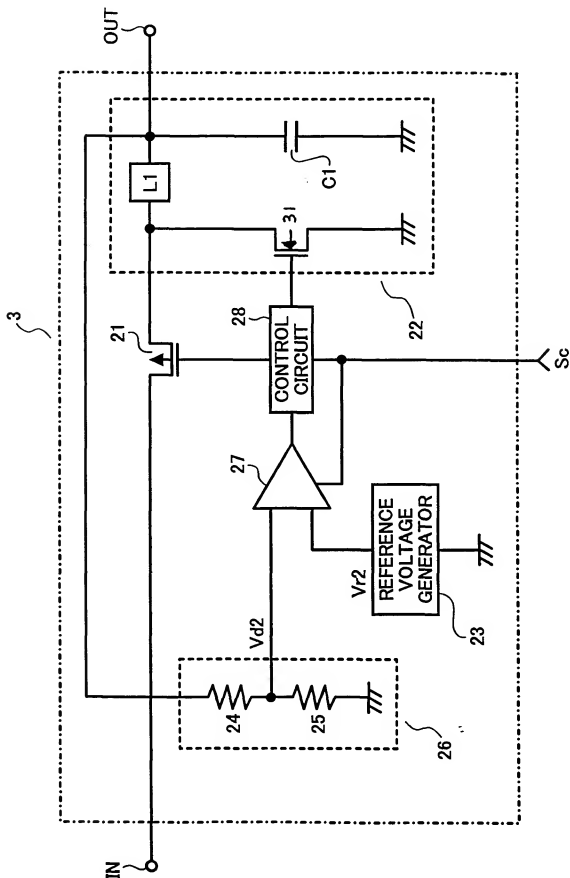 3
IN
OUT
21
L1
C1
31
22
28
CONTROL
CIRCUIT
27
Sc
Vd2
Vr2
REFERENCE
VOLTAGE
GENERATOR
23
24
25
26